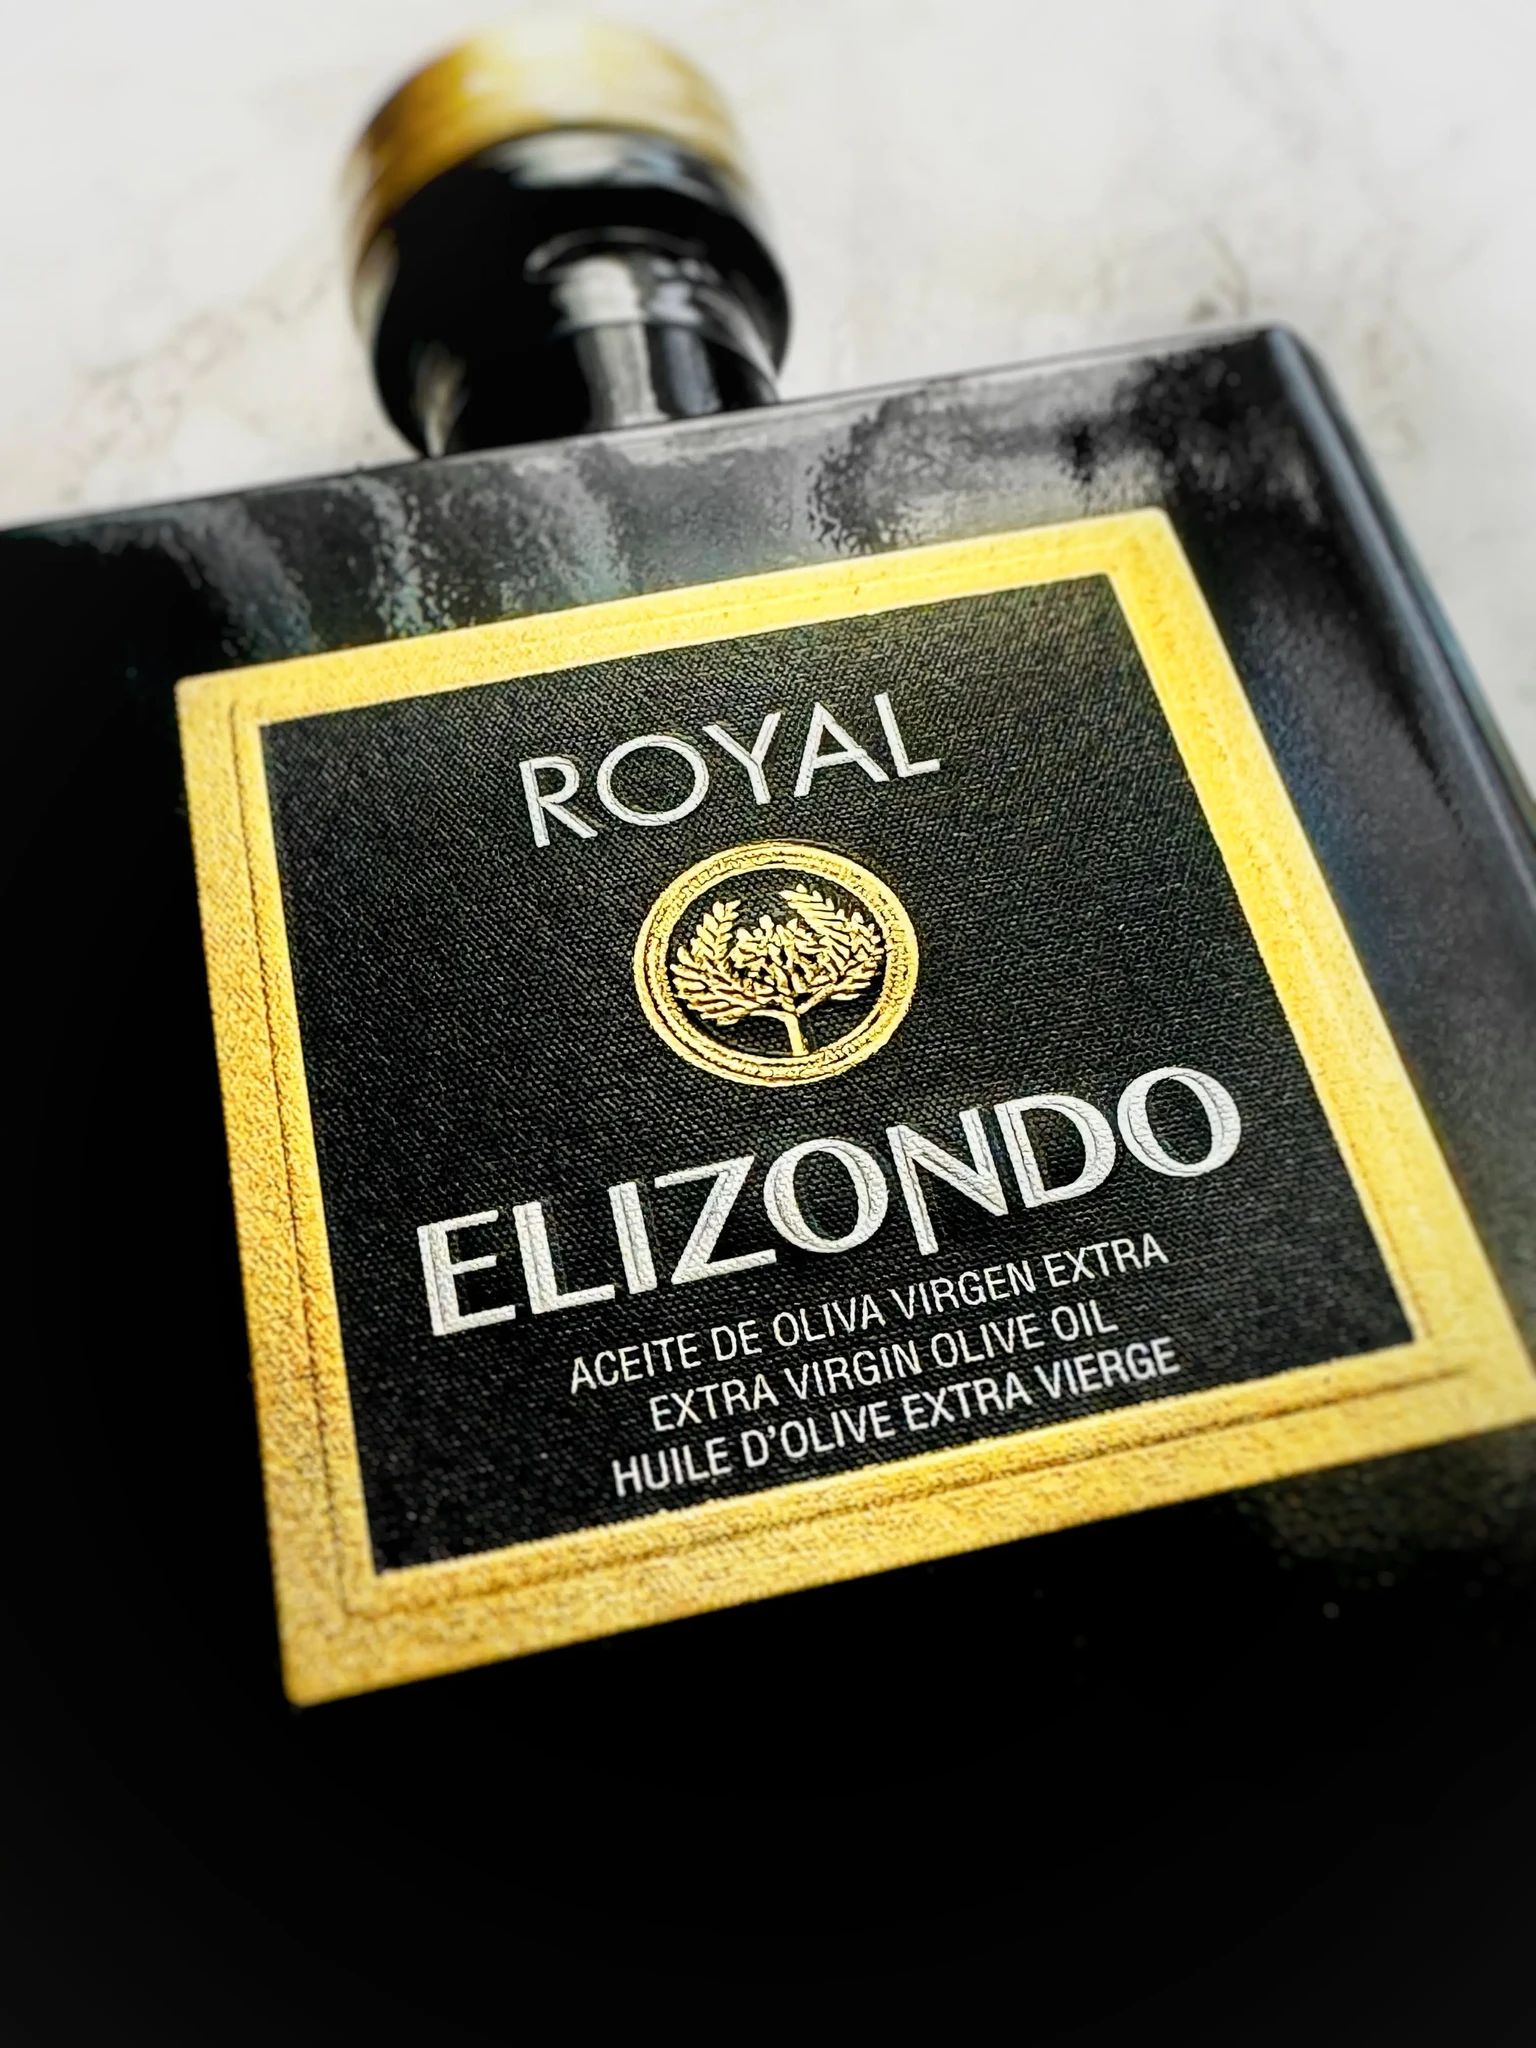 ROYAL
ELIZONDO
ACEITE DE OLIVA VIRGEN EXTRA
EXTRA VIRGIN OLIVE OIL
HUILE D'OLIVE EXTRA VIERGE